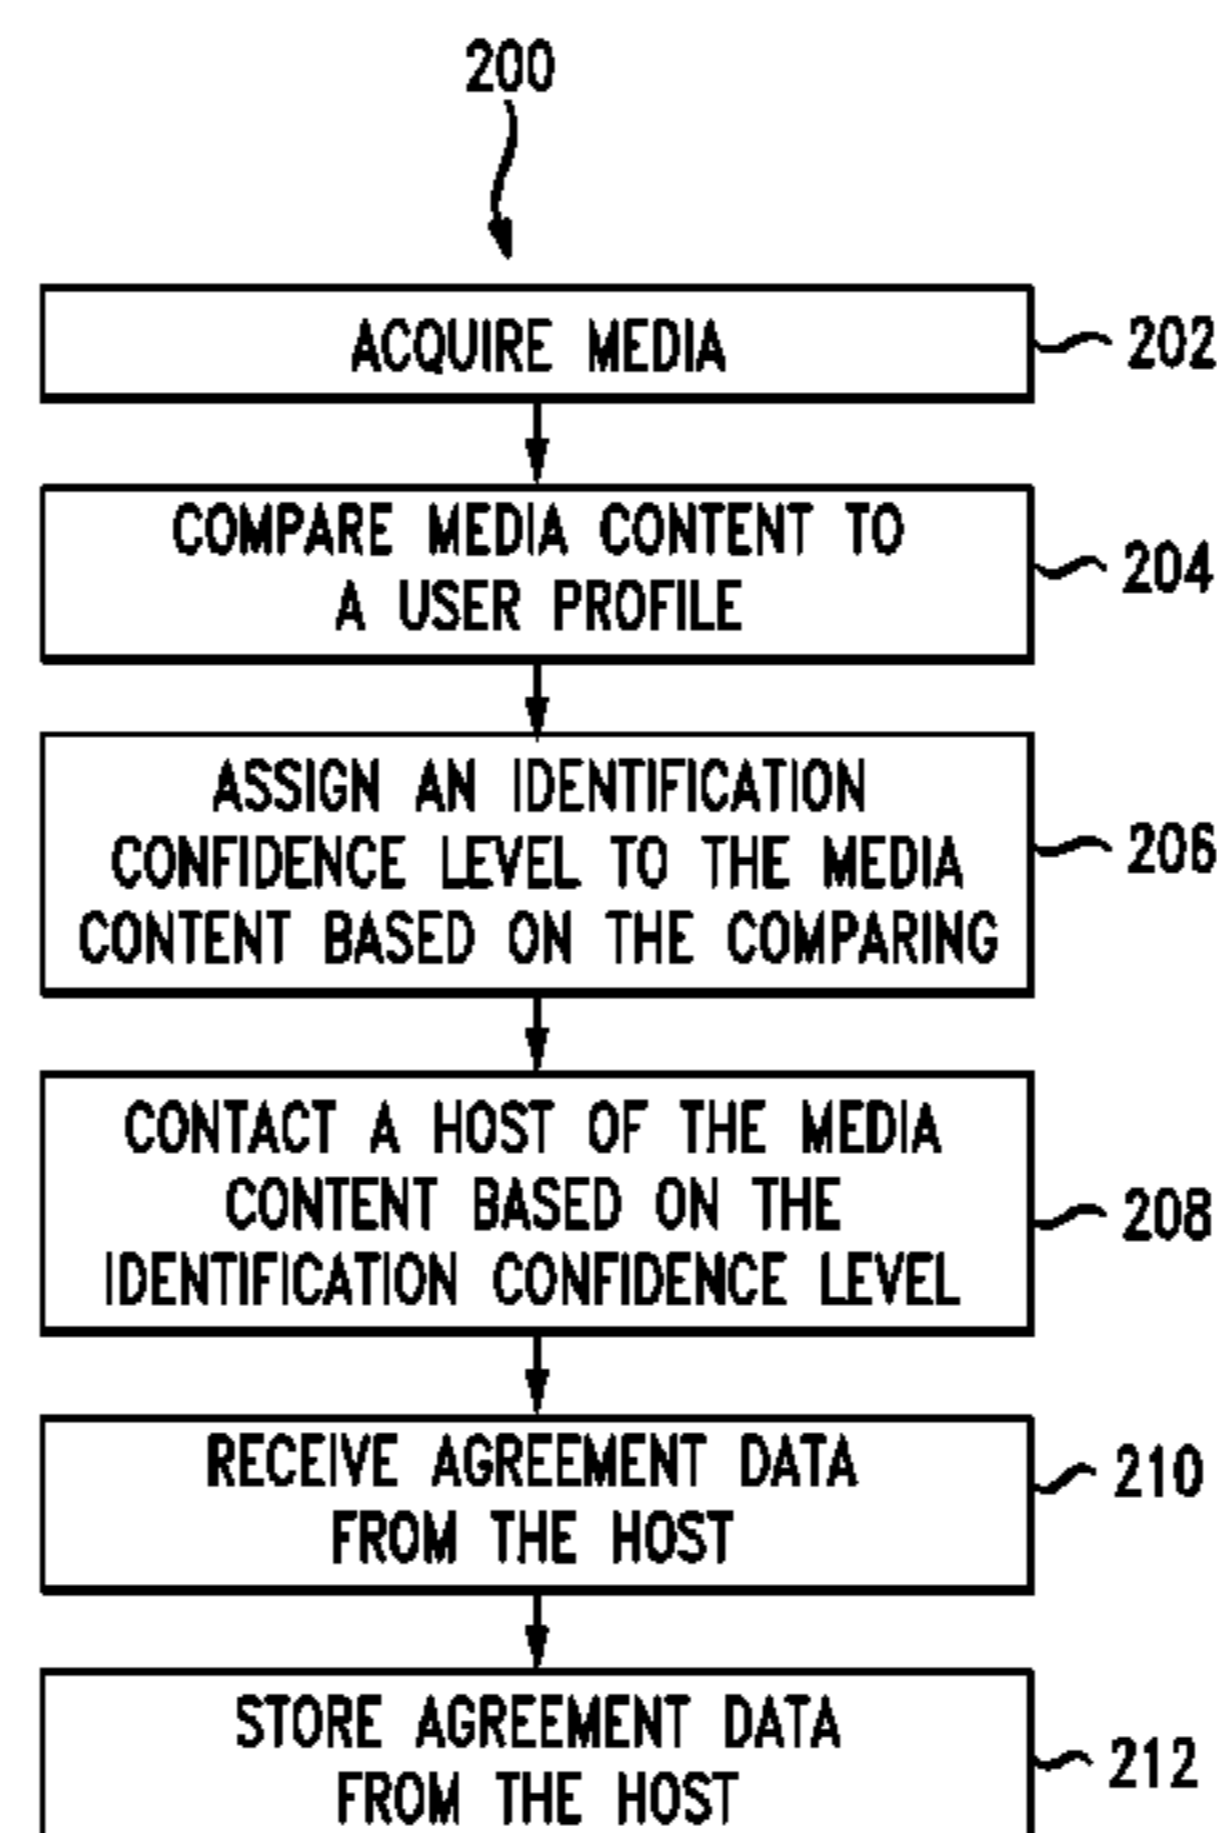 200
ACQUIRE MEDIA
202
COMPARE MEDIA CONTENT TO
A USER PROFILE
204
ASSIGN AN IDENTIFICATION
CONFIDENCE LEVEL TO THE MEDIA
CONTENT BASED ON THE COMPARING
206
CONTACT A HOST OF THE MEDIA
CONTENT BASED ON THE
IDENTIFICATION CONFIDENCE LEVEL
208
RECEIVE AGREEMENT DATA
FROM THE HOST
210
STORE AGREEMENT DATA
FROM THE HOST
212